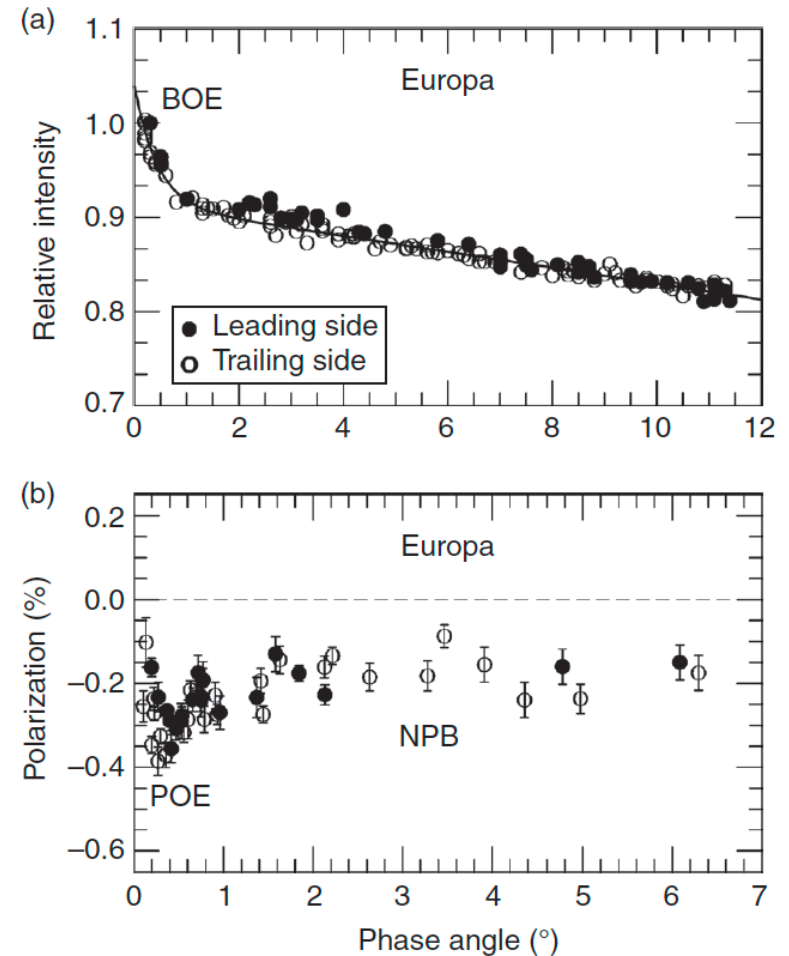 (a)
1.1
1.0
0.9
0.8
0.7
Relative intensity
Europa
BOE
Leading side
Trailing side
0 2 4 6 8 10 12
(b)
0.2
0.0
−0.2
−0.4
−0.6
Polarization (%)
Europa
NPB
POE
0 1 2 3 4 5 6 7
Phase angle (°)